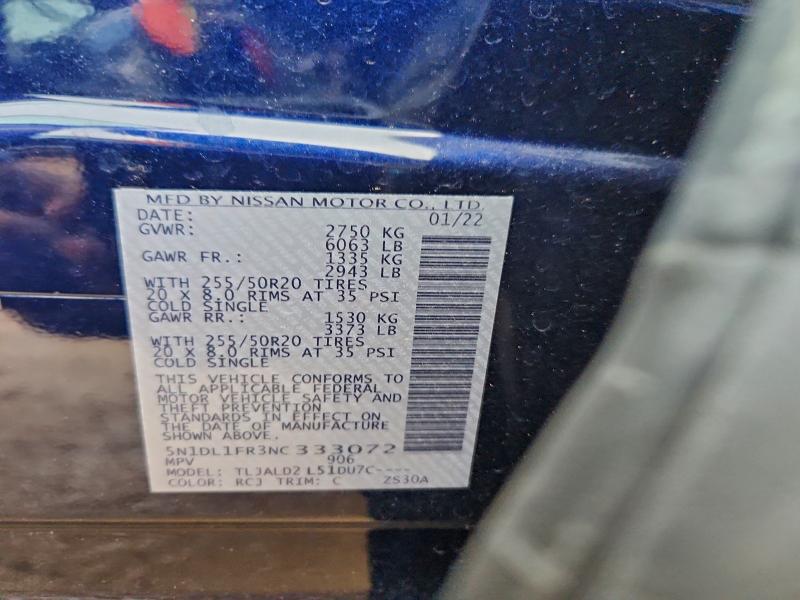 MFD BY NISSAN MOTOR CO., LTD.
DATE: 01/22
GVWR: 2750 KG
6063 LB
GAWR FR.: 1335 KG
2943 LB
WITH 255/50R20 TIRES
20 X 8.0 RIMS AT 35 PSI
COLD SINGLE
GAWR RR.: 1530 KG
3373 LB
WITH 255/50R20 TIRES
20 X 8.0 RIMS AT 35 PSI
COLD SINGLE
THIS VEHICLE CONFORMS TO
ALL APPLICABLE FEDERAL
MOTOR VEHICLE SAFETY AND
THEFT PREVENTION
STANDARDS IN EFFECT ON
THE DATE OF MANUFACTURE
SHOWN ABOVE.
5N1DL1FR3NC333072
MPV 906
MODEL: TLJALD2 L51DU7C----
COLOR: RCJ TRIM: C ZS30A